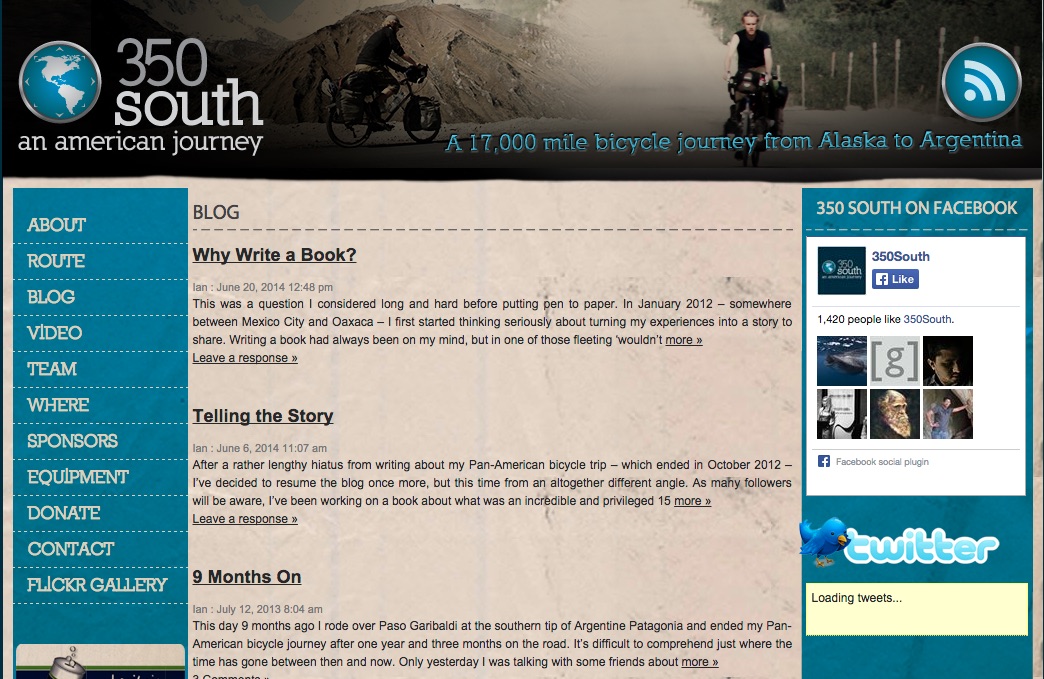 350
south
an american journey
A 17,000 mile bicycle journey from Alaska to Argentina
ABOUT
ROUTE
BLOG
VIDEO
TEAM
WHERE
SPONSORS
EQUIPMENT
DONATE
CONTACT
FLICKR GALLERY
BLOG
Why Write a Book?
Ian : June 20, 2014 12:48 pm
This was a question I considered long and hard before putting pen to paper. In January 2012 – somewhere
between Mexico City and Oaxaca – I first started thinking seriously about turning my experiences into a story to
share. Writing a book had always been on my mind, but in one of those fleeting ‘wouldn’t more »
Leave a response »
Telling the Story
Ian : June 6, 2014 11:07 am
After a rather lengthy hiatus from writing about my Pan-American bicycle trip – which ended in October 2012 –
I’ve decided to resume the blog once more, but this time from an altogether different angle. As many followers
will be aware, I’ve been working on a book about what was an incredible and privileged 15 more »
Leave a response »
9 Months On
Ian : July 12, 2013 8:04 am
This day 9 months ago I rode over Paso Garibaldi at the southern tip of Argentine Patagonia and ended my Pan-
American bicycle journey after one year and three months on the road. It’s difficult to comprehend just where the
time has gone between then and now. Only yesterday I was talking with some friends about more »
3 Comments »
350 SOUTH ON FACEBOOK
350 south
350South
Like
1,420 people like 350South.
[g]
Facebook social plugin
twitter
Loading tweets...